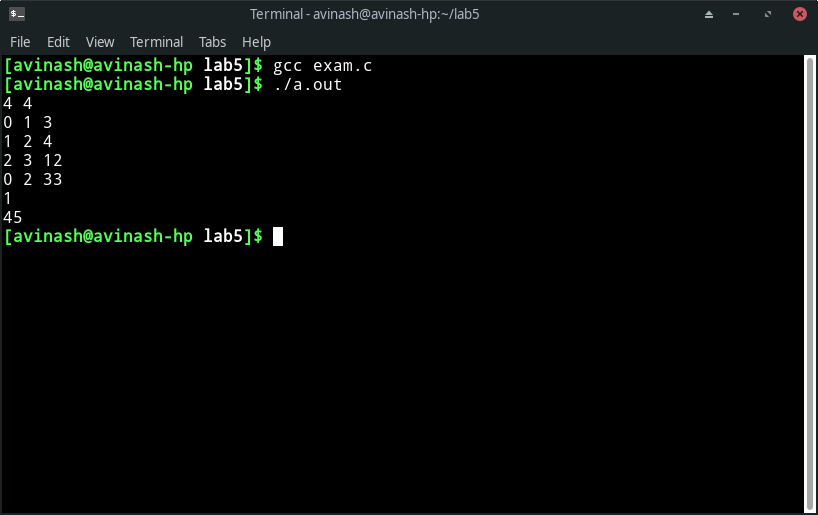 Terminal - avinash@avinash-hp:~/lab5
File Edit View Terminal Tabs Help
[avinash@avinash-hp lab5]$ gcc exam.c
[avinash@avinash-hp lab5]$ ./a.out
4 4
0 1 3
1 2 4
2 3 12
0 2 33
1
45
[avinash@avinash-hp lab5]$